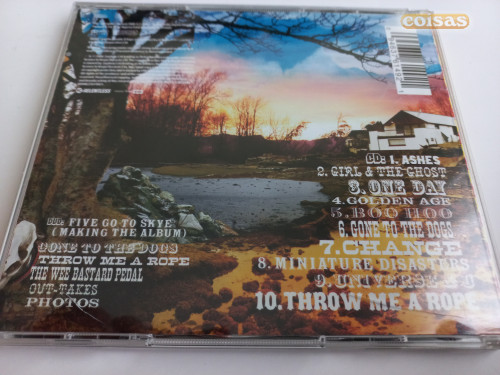 coisas
CD: 1. ASHES
2. GIRL & THE GHOST
3. ONE DAY
4. GOLDEN AGE
5. BOO HOO
6. GONE TO THE DOGS
7. CHANGE
8. MINIATURE DISASTERS
9. UNIVERSE & U
10. THROW ME A ROPE
DVD: FIVE GO TO SKYE
(MAKING THE ALBUM)
GONE TO THE DOGS
THROW ME A ROPE
THE WEE BASTARD PEDAL
OUT-TAKES
PHOTOS